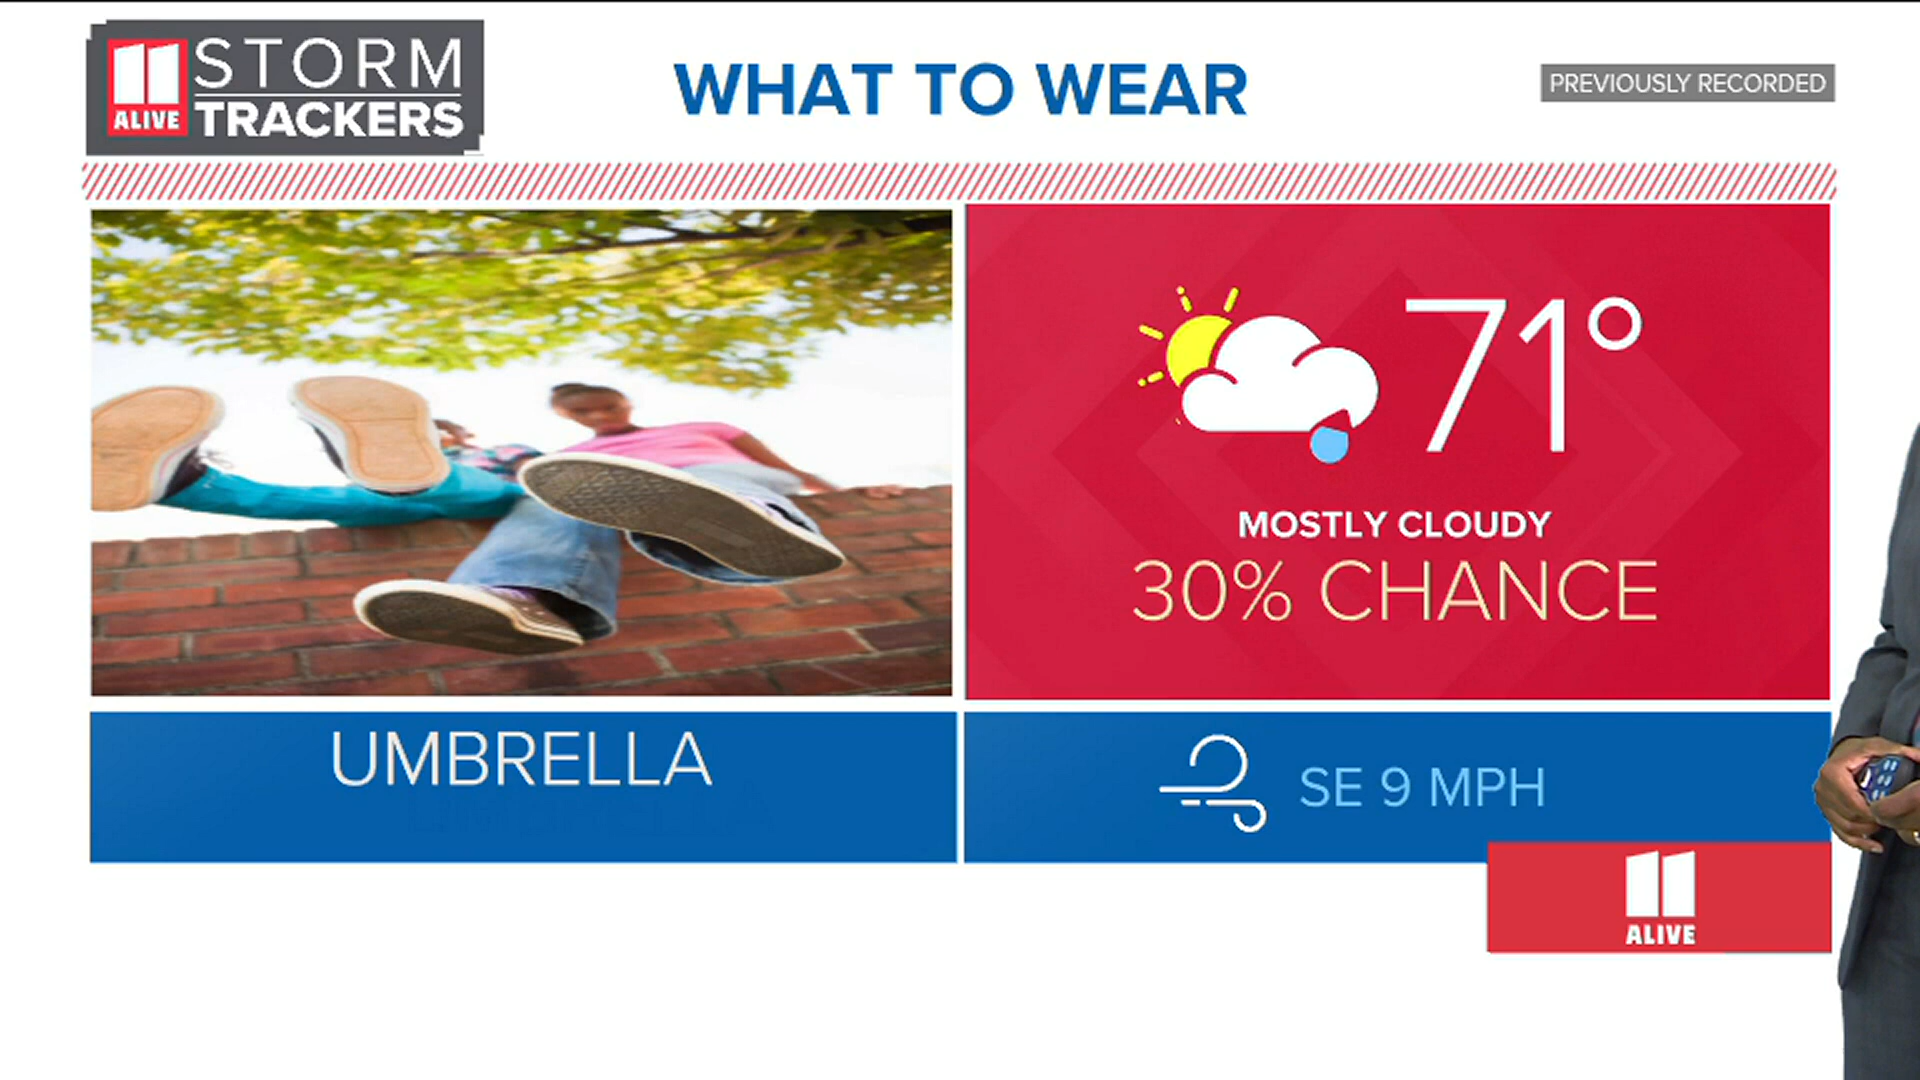 11
ALIVE
STORM
TRACKERS
WHAT TO WEAR
PREVIOUSLY RECORDED
71°
MOSTLY CLOUDY
30% CHANCE
UMBRELLA
SE 9 MPH
11
ALIVE